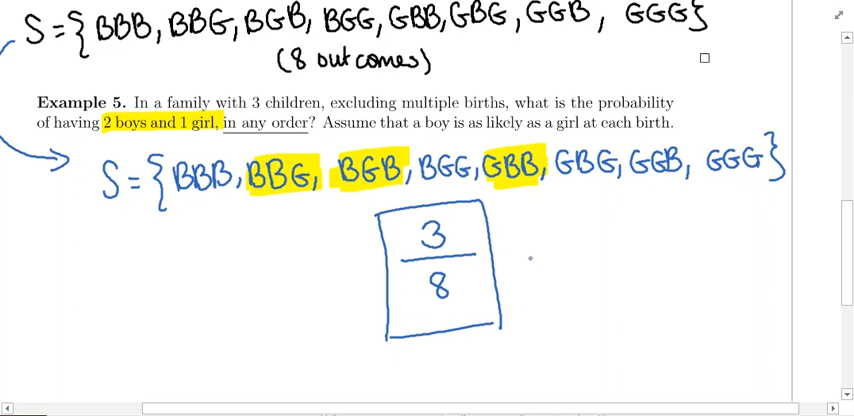 S={BBB, BBG, BGB, BGG, GBB, GBG, GGB, GGG}
(8 outcomes)
Example 5. In a family with 3 children, excluding multiple births, what is the probability
of having 2 boys and 1 girl, in any order? Assume that a boy is as likely as a girl at each birth.
S={BBB, BBG, BGB, BGG, GBB, GBG, GGB, GGG}
3
8